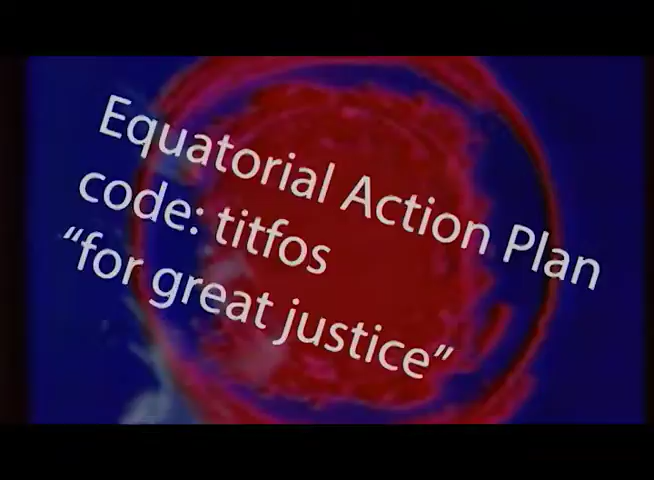 Equatorial Action Plan
code: titfos
“for great justice”